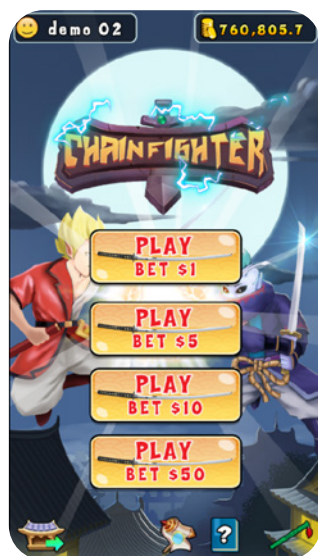 demo 02
760,805.7
CHAINFIGHTER
PLAY
BET $1
PLAY
BET $5
PLAY
BET $10
PLAY
BET $50
?